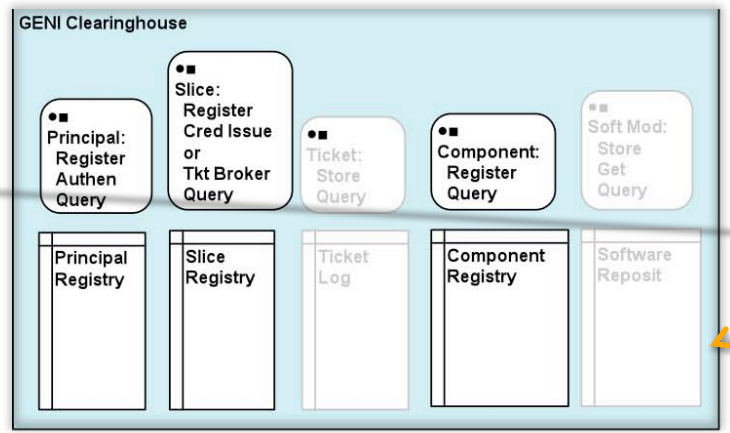 GENI Clearinghouse
Principal:
Register
Authen
Query
Slice:
Register
Cred Issue
or
Tkt Broker
Query
Ticket:
Store
Query
Component:
Register
Query
Soft Mod:
Store
Get
Query
Principal
Registry
Slice
Registry
Ticket
Log
Component
Registry
Software
Reposit